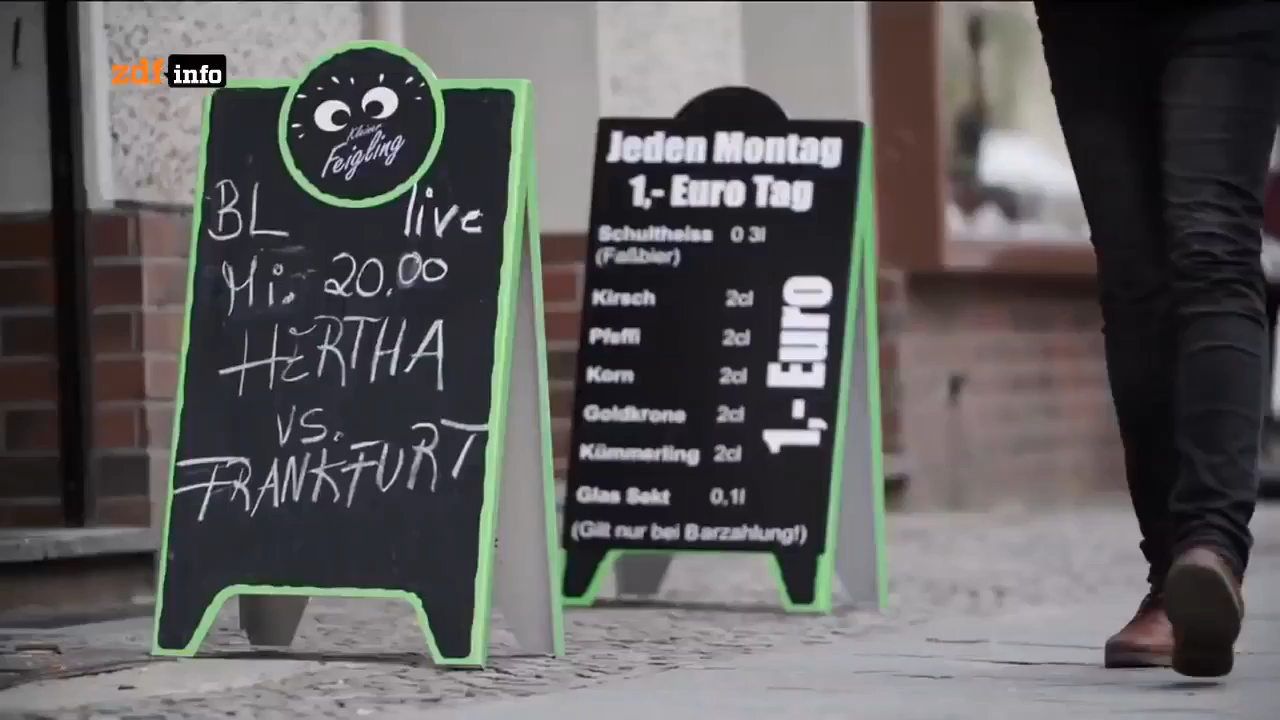 zdf info
Kleiner
Feigling
BL live
Mi. 20.00
HERTHA
vs.
FRANKFURT
Jeden Montag
1,- Euro Tag
Schultheiss 0 3l
(Faßbier)
Kirsch 2cl
Pfeffi 2cl
Korn 2cl
Goldkrone 2cl
Kümmerling 2cl
Glas Sekt 0,1l
1,- Euro
(Gilt nur bei Barzahlung!)